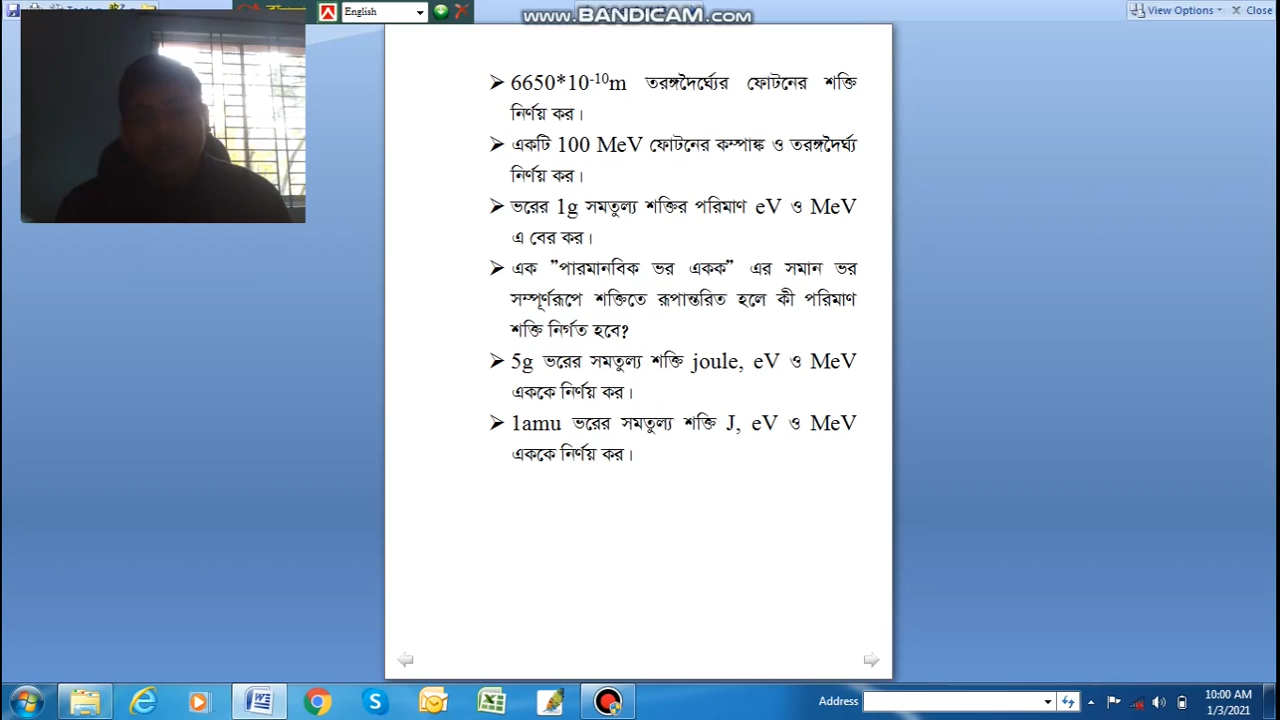 English
www.BANDICAM.com
View Options
Close
➢ 6650*10⁻¹⁰m তরঙ্গদৈর্ঘ্যের ফোটনের শক্তি
নির্ণয় কর।
➢ একটি 100 MeV ফোটনের কম্পাঙ্ক ও তরঙ্গদৈর্ঘ্য
নির্ণয় কর।
➢ ভরের 1g সমতুল্য শক্তির পরিমাণ eV ও MeV
এ বের কর।
➢ এক ”পারমানবিক ভর একক” এর সমান ভর
সম্পূর্ণরূপে শক্তিতে রূপান্তরিত হলে কী পরিমাণ
শক্তি নির্গত হবে?
➢ 5g ভরের সমতুল্য শক্তি joule, eV ও MeV
এককে নির্ণয় কর।
➢ 1amu ভরের সমতুল্য শক্তি J, eV ও MeV
এককে নির্ণয় কর।
Address
10:00 AM
1/3/2021